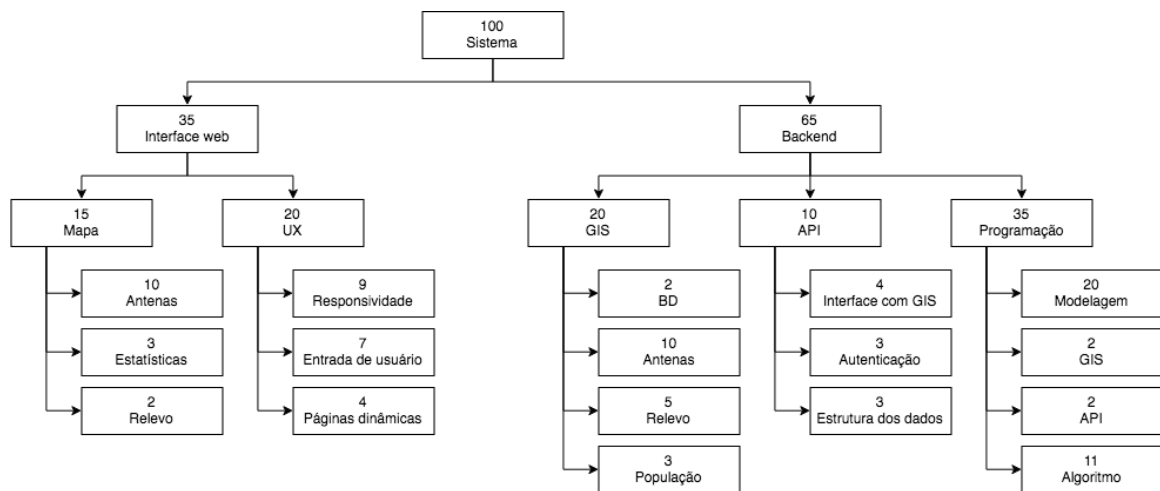 100
Sistema
35
Interface web
65
Backend
15
Mapa
20
UX
20
GIS
10
API
35
Programação
10
Antenas
9
Responsividade
2
BD
4
Interface com GIS
20
Modelagem
3
Estatísticas
7
Entrada de usuário
10
Antenas
3
Autenticação
2
GIS
2
Relevo
4
Páginas dinâmicas
5
Relevo
3
Estrutura dos dados
2
API
3
População
11
Algoritmo